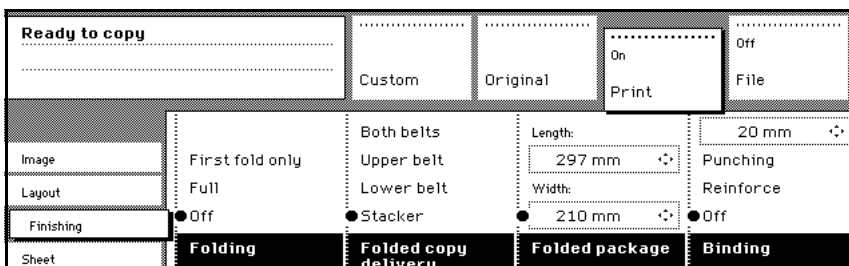 Ready to copy
Custom
Original
On
Print
Off
File
Image
Layout
Finishing
Sheet
First fold only
Full
Off
Folding
Both belts
Upper belt
Lower belt
Stacker
Folded copy
delivery
Length:
297 mm
Width:
210 mm
Folded package
20 mm
Punching
Reinforce
Off
Binding